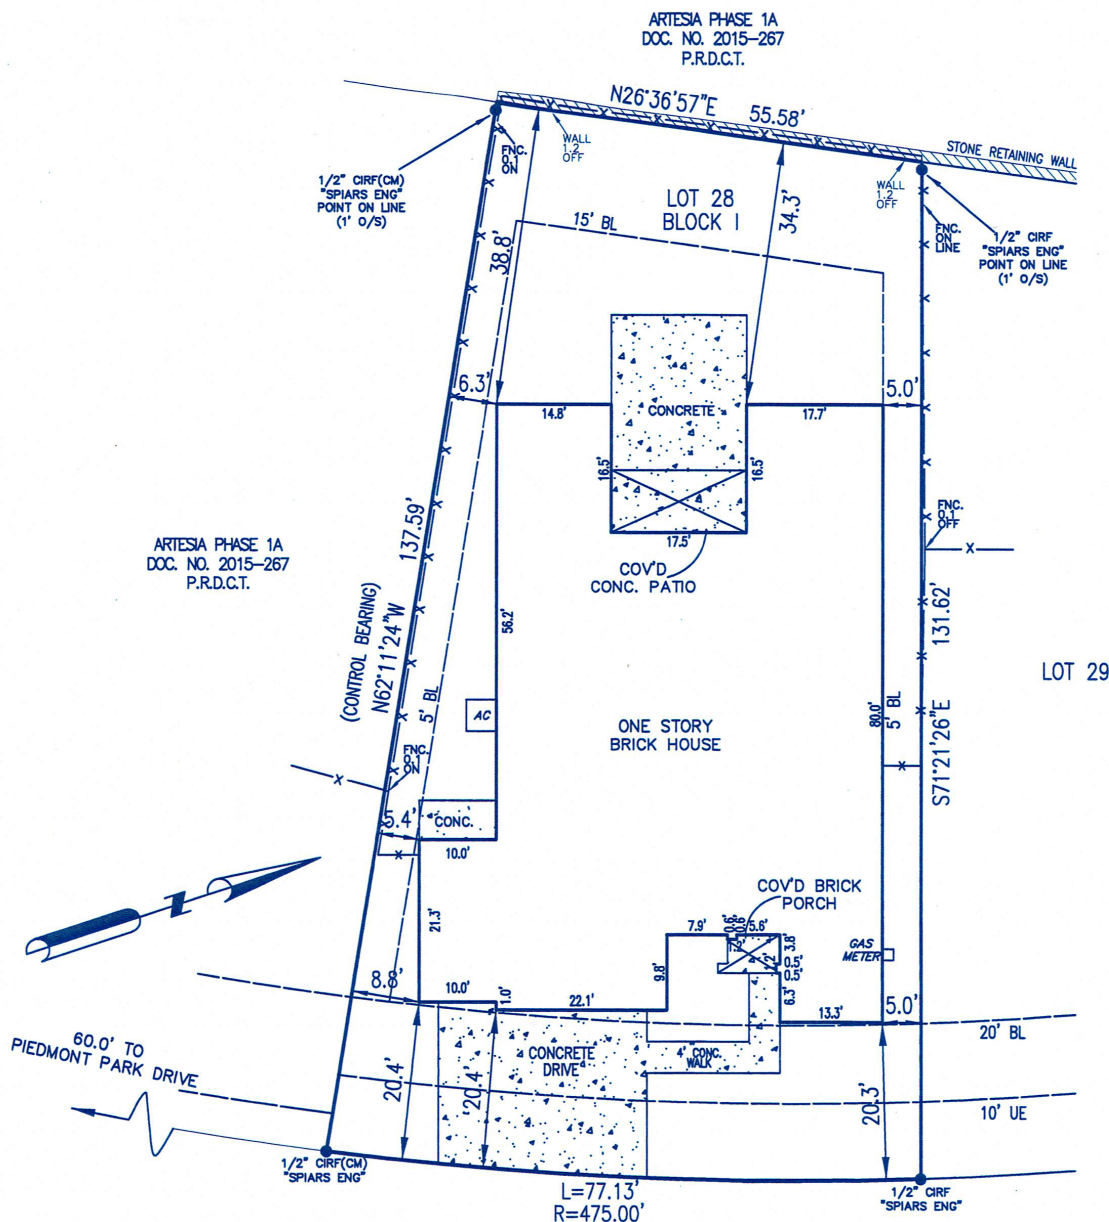 ARTESIA PHASE 1A
DOC. NO. 2015-267
P.R.D.C.T.
N26°36'57"E 55.58'
STONE RETAINING WALL
WALL
1.2
OFF
FNC.
0.1
ON
1/2" CIRF(CM)
"SPIARS ENG"
POINT ON LINE
(1' O/S)
LOT 28
BLOCK I
WALL
1.2
OFF
FNC.
ON
LINE
1/2" CIRF
"SPIARS ENG"
POINT ON LINE
(1' O/S)
15' BL
38.8'
34.3'
6.3'
5.0'
14.8'
CONCRETE
17.7'
16.5'
16.5'
17.5'
COV'D
CONC. PATIO
FNC.
0.1
OFF
137.59'
ARTESIA PHASE 1A
DOC. NO. 2015-267
P.R.D.C.T.
(CONTROL BEARING)
N62°11'24"W
56.2'
131.62'
S71°21'26"E
LOT 29
5' BL
AC
ONE STORY
BRICK HOUSE
80.0'
5' BL
FNC.
0.1
ON
5.4'
CONC.
10.0'
21.3'
COV'D BRICK
PORCH
7.9'
0.6'
0.6'
5.6'
3.8'
1.2'
0.5'
0.5'
GAS
METER
9.8'
6.3'
8.8'
10.0'
1.0'
22.1'
13.3'
5.0'
20' BL
N
60.0' TO
PIEDMONT PARK DRIVE
CONCRETE
DRIVE
4' CONC.
WALK
20.4'
20.4'
20.3'
10' UE
1/2" CIRF(CM)
"SPIARS ENG"
L=77.13'
R=475.00'
1/2" CIRF
"SPIARS ENG"